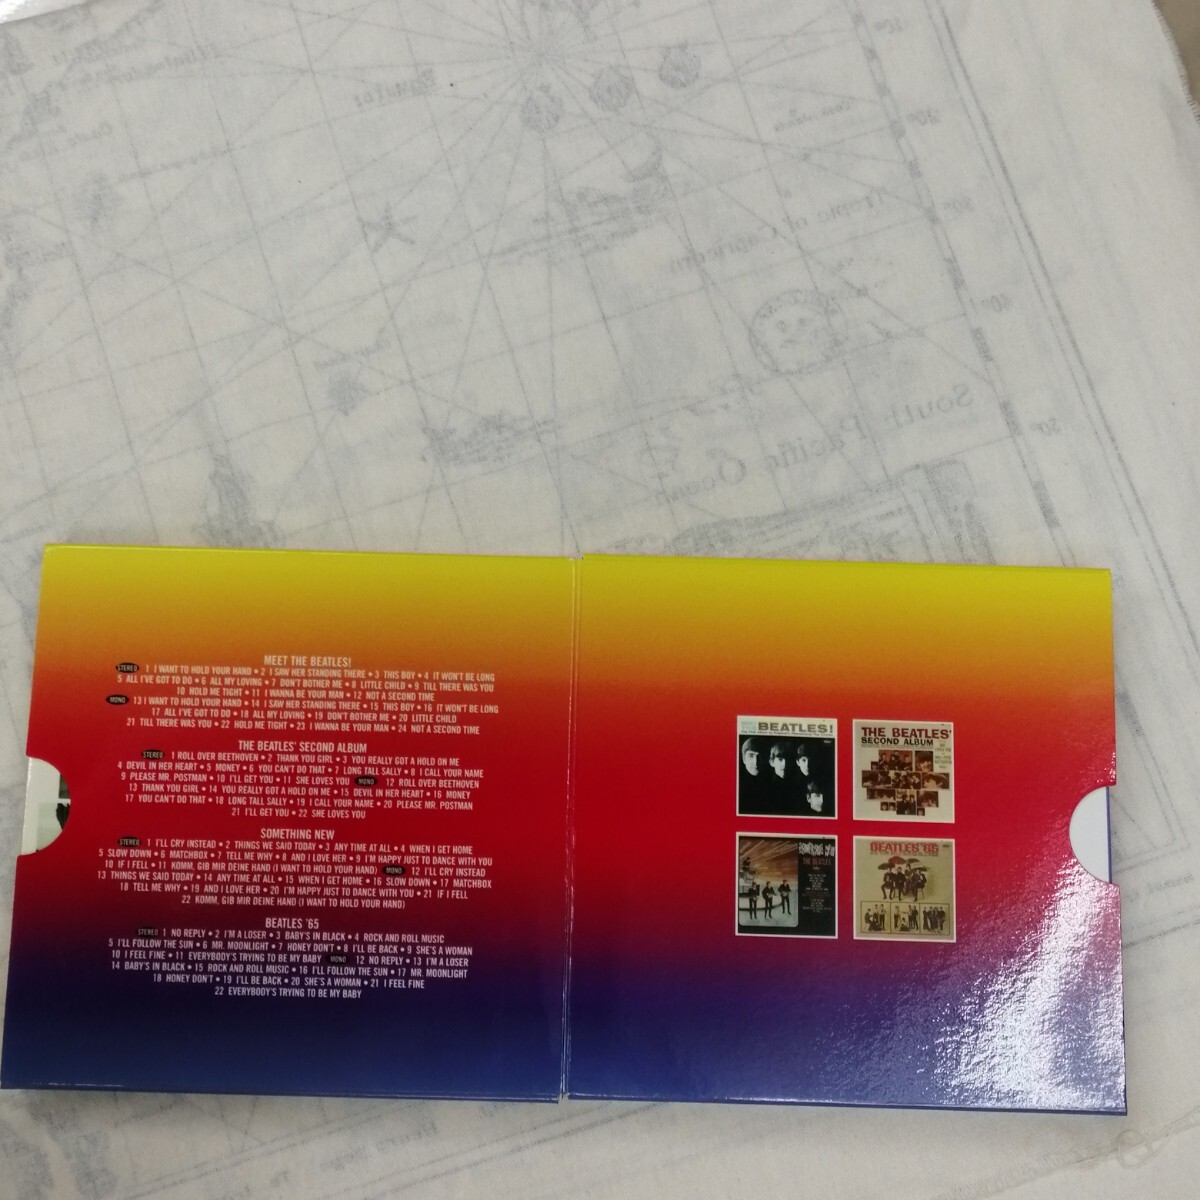 Equator
Tropic of Capricorn
South Pacific Ocean
MEET THE BEATLES!
STEREO 1 I WANT TO HOLD YOUR HAND • 2 I SAW HER STANDING THERE • 3 THIS BOY • 4 IT WON'T BE LONG
5 ALL I'VE GOT TO DO • 6 ALL MY LOVING • 7 DON'T BOTHER ME • 8 LITTLE CHILD • 9 TILL THERE WAS YOU
10 HOLD ME TIGHT • 11 I WANNA BE YOUR MAN • 12 NOT A SECOND TIME
MONO 13 I WANT TO HOLD YOUR HAND • 14 I SAW HER STANDING THERE • 15 THIS BOY • 16 IT WON'T BE LONG
17 ALL I'VE GOT TO DO • 18 ALL MY LOVING • 19 DON'T BOTHER ME • 20 LITTLE CHILD
21 TILL THERE WAS YOU • 22 HOLD ME TIGHT • 23 I WANNA BE YOUR MAN • 24 NOT A SECOND TIME
THE BEATLES' SECOND ALBUM
STEREO 1 ROLL OVER BEETHOVEN • 2 THANK YOU GIRL • 3 YOU REALLY GOT A HOLD ON ME
4 DEVIL IN HER HEART • 5 MONEY • 6 YOU CAN'T DO THAT • 7 LONG TALL SALLY • 8 I CALL YOUR NAME
9 PLEASE MR. POSTMAN • 10 I'LL GET YOU • 11 SHE LOVES YOU MONO 12 ROLL OVER BEETHOVEN
13 THANK YOU GIRL • 14 YOU REALLY GOT A HOLD ON ME • 15 DEVIL IN HER HEART • 16 MONEY
17 YOU CAN'T DO THAT • 18 LONG TALL SALLY • 19 I CALL YOUR NAME • 20 PLEASE MR. POSTMAN
21 I'LL GET YOU • 22 SHE LOVES YOU
SOMETHING NEW
STEREO 1 I'LL CRY INSTEAD • 2 THINGS WE SAID TODAY • 3 ANY TIME AT ALL • 4 WHEN I GET HOME
5 SLOW DOWN • 6 MATCHBOX • 7 TELL ME WHY • 8 AND I LOVE HER • 9 I'M HAPPY JUST TO DANCE WITH YOU
10 IF I FELL • 11 KOMM, GIB MIR DEINE HAND (I WANT TO HOLD YOUR HAND) MONO 12 I'LL CRY INSTEAD
13 THINGS WE SAID TODAY • 14 ANY TIME AT ALL • 15 WHEN I GET HOME • 16 SLOW DOWN • 17 MATCHBOX
18 TELL ME WHY • 19 AND I LOVE HER • 20 I'M HAPPY JUST TO DANCE WITH YOU • 21 IF I FELL
22 KOMM, GIB MIR DEINE HAND (I WANT TO HOLD YOUR HAND)
BEATLES '65
STEREO 1 NO REPLY • 2 I'M A LOSER • 3 BABY'S IN BLACK • 4 ROCK AND ROLL MUSIC
5 I'LL FOLLOW THE SUN • 6 MR. MOONLIGHT • 7 HONEY DON'T • 8 I'LL BE BACK • 9 SHE'S A WOMAN
10 I FEEL FINE • 11 EVERYBODY'S TRYING TO BE MY BABY MONO 12 NO REPLY • 13 I'M A LOSER
14 BABY'S IN BLACK • 15 ROCK AND ROLL MUSIC • 16 I'LL FOLLOW THE SUN • 17 MR. MOONLIGHT
18 HONEY DON'T • 19 I'LL BE BACK • 20 SHE'S A WOMAN • 21 I FEEL FINE
22 EVERYBODY'S TRYING TO BE MY BABY
BEATLES!
THE BEATLES'
SECOND ALBUM
THE BEATLES
BEATLES '65